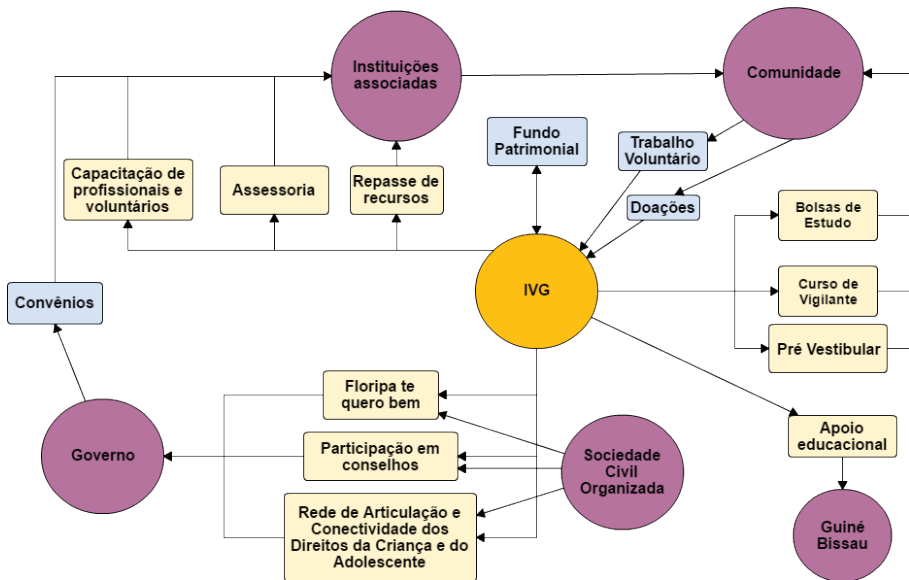 Instituições
associadas
Comunidade
Fundo
Patrimonial
Trabalho
Voluntário
Capacitação de
profissionais e
voluntários
Assessoria
Repasse de
recursos
Doações
Bolsas de
Estudo
Convênios
IVG
Curso de
Vigilante
Pré Vestibular
Floripa te
quero bem
Apoio
educacional
Governo
Participação em
conselhos
Sociedade
Civil
Organizada
Rede de Articulação e
Conectividade dos
Direitos da Criança e do
Adolescente
Guiné
Bissau